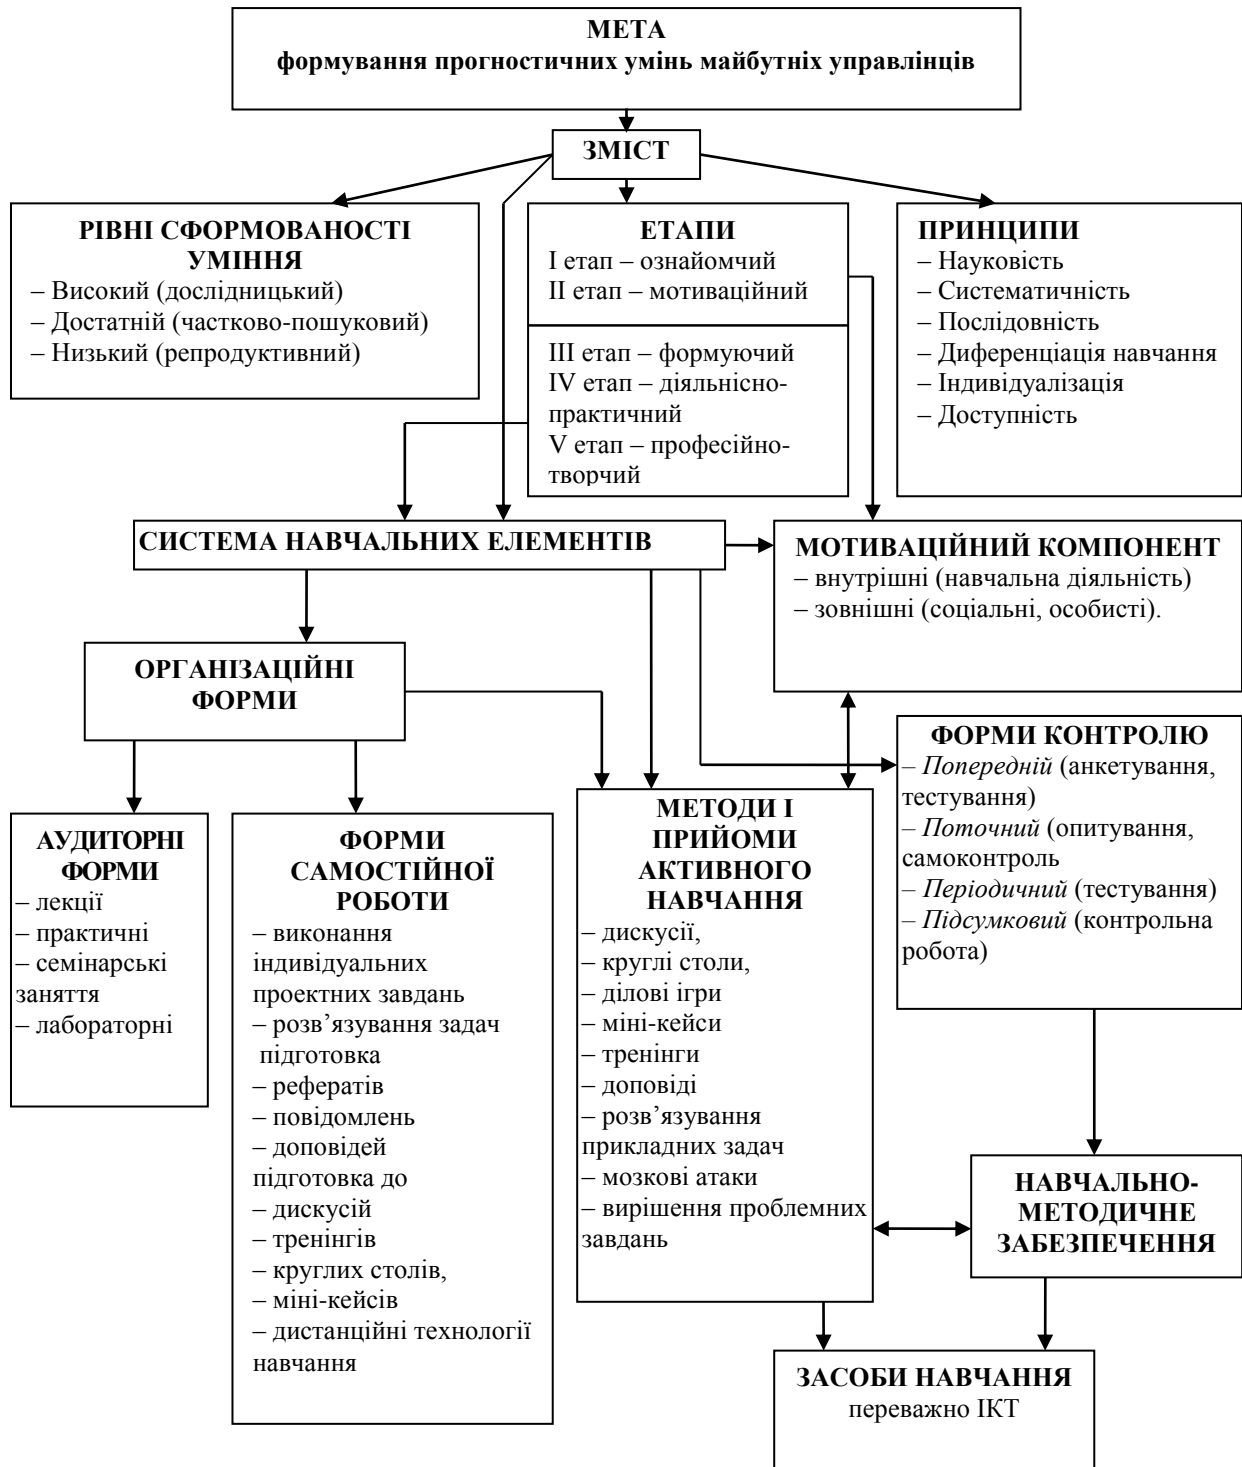 МЕТА
формування прогностичних умінь майбутніх управлінців
ЗМІСТ
РІВНІ СФОРМОВАНОСТІ
УМІННЯ
– Високий (дослідницький)
– Достатній (частково-пошуковий)
– Низький (репродуктивний)
ЕТАПИ
І етап – ознайомчий
ІІ етап – мотиваційний
ІІІ етап – формуючий
IV етап – діяльнісно-
практичний
V етап – професійно-
творчий
ПРИНЦИПИ
– Науковість
– Систематичність
– Послідовність
– Диференціація навчання
– Індивідуалізація
– Доступність
СИСТЕМА НАВЧАЛЬНИХ ЕЛЕМЕНТІВ
МОТИВАЦІЙНИЙ КОМПОНЕНТ
– внутрішні (навчальна діяльність)
– зовнішні (соціальні, особисті).
ОРГАНІЗАЦІЙНІ
ФОРМИ
ФОРМИ КОНТРОЛЮ
– Попередній (анкетування,
тестування)
– Поточний (опитування,
самоконтроль
– Періодичний (тестування)
– Підсумковий (контрольна
робота)
АУДИТОРНІ
ФОРМИ
– лекції
– практичні
– семінарські
заняття
– лабораторні
ФОРМИ
САМОСТІЙНОЇ
РОБОТИ
– виконання
індивідуальних
проектних завдань
– розв’язування задач
підготовка
– рефератів
– повідомлень
– доповідей
підготовка до
– дискусій
– тренінгів
– круглих столів,
– міні-кейсів
– дистанційні технології
навчання
МЕТОДИ І
ПРИЙОМИ
АКТИВНОГО
НАВЧАННЯ
– дискусії,
– круглі столи,
– ділові ігри
– міні-кейси
– тренінги
– доповіді
– розв’язування
прикладних задач
– мозкові атаки
– вирішення проблемних
завдань
НАВЧАЛЬНО-
МЕТОДИЧНЕ
ЗАБЕЗПЕЧЕННЯ
ЗАСОБИ НАВЧАННЯ
переважно ІКТ